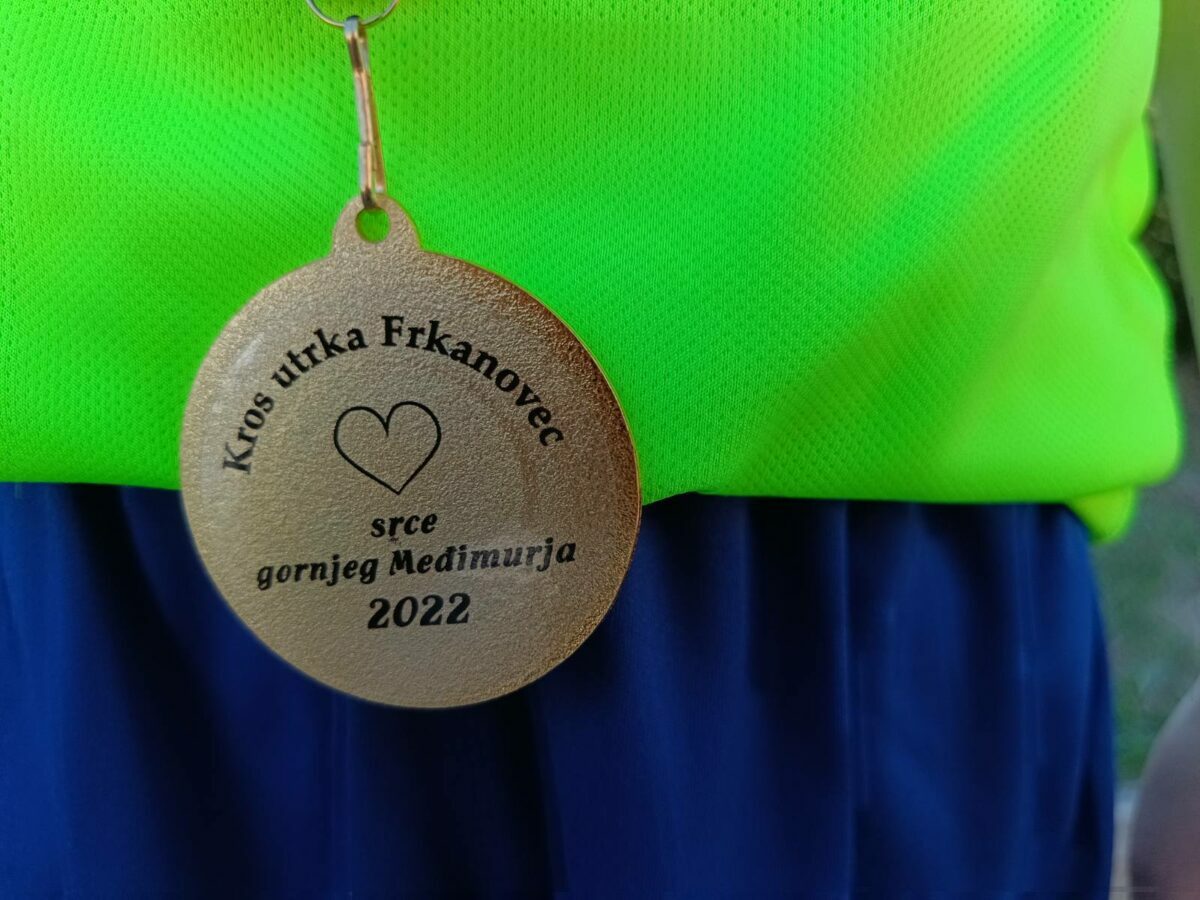 Kros utrka Frkanovec
srce
gornjeg Međimurja
2022